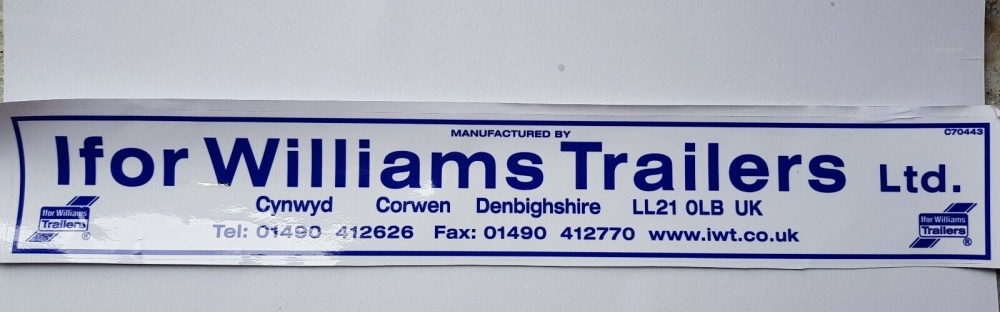 MANUFACTURED BY
C70443
Ifor Williams Trailers Ltd.
Cynwyd Corwen Denbighshire LL21 0LB UK
Tel: 01490 412626 Fax: 01490 412770 www.iwt.co.uk
Ifor Williams
Trailers
®
Ifor Williams
Trailers
®